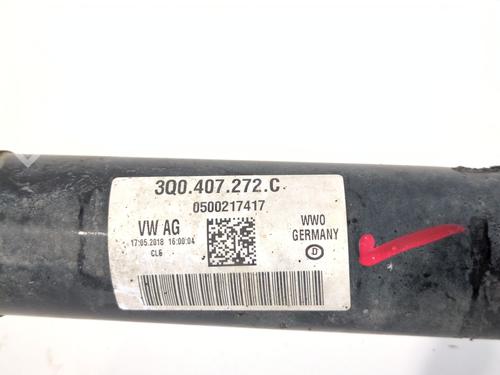 3Q0.407.272.C
0500217417
VW AG
WWO
GERMANY
17.05.2018 16:00:04
D
CL6